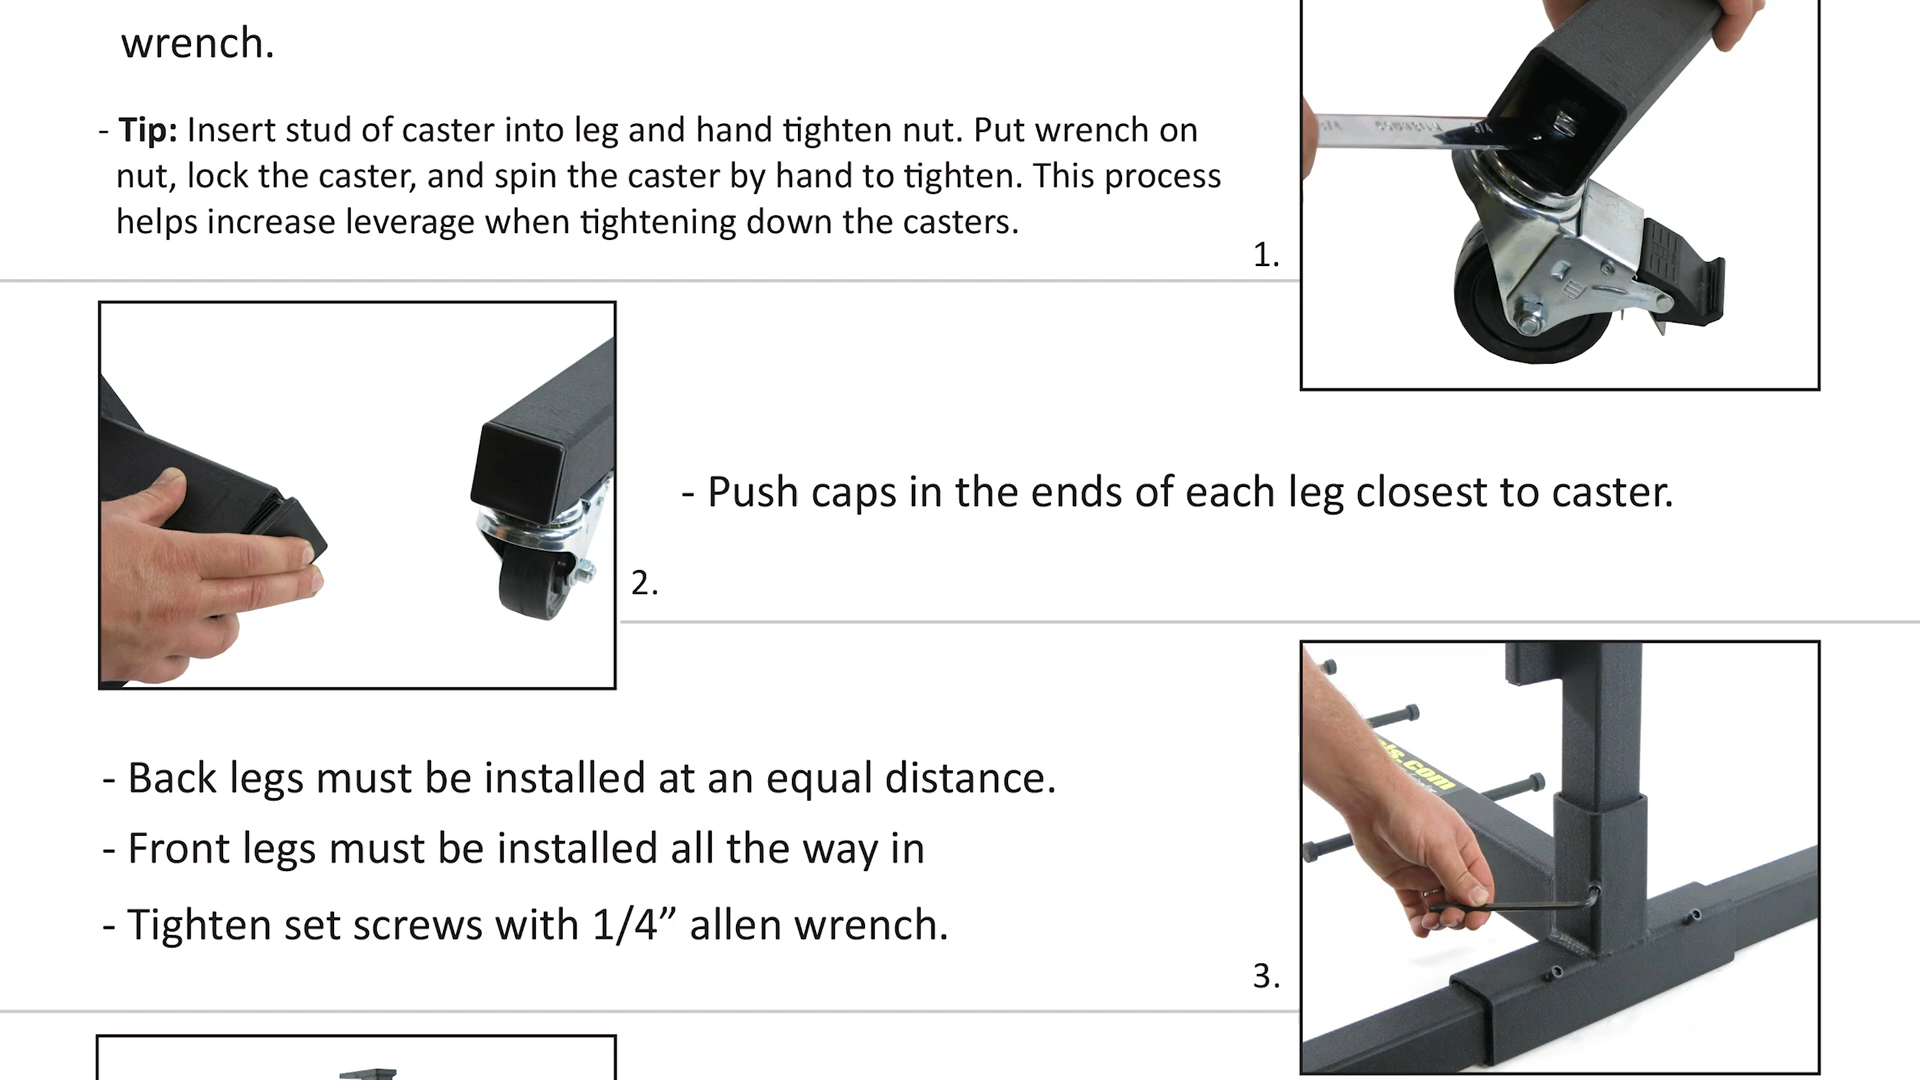 wrench.
- Tip: Insert stud of caster into leg and hand tighten nut. Put wrench on
nut, lock the caster, and spin the caster by hand to tighten. This process
helps increase leverage when tightening down the casters.
1.
- Push caps in the ends of each leg closest to caster.
2.
- Back legs must be installed at an equal distance.
- Front legs must be installed all the way in
- Tighten set screws with 1/4” allen wrench.
3.
3/4
ls.com